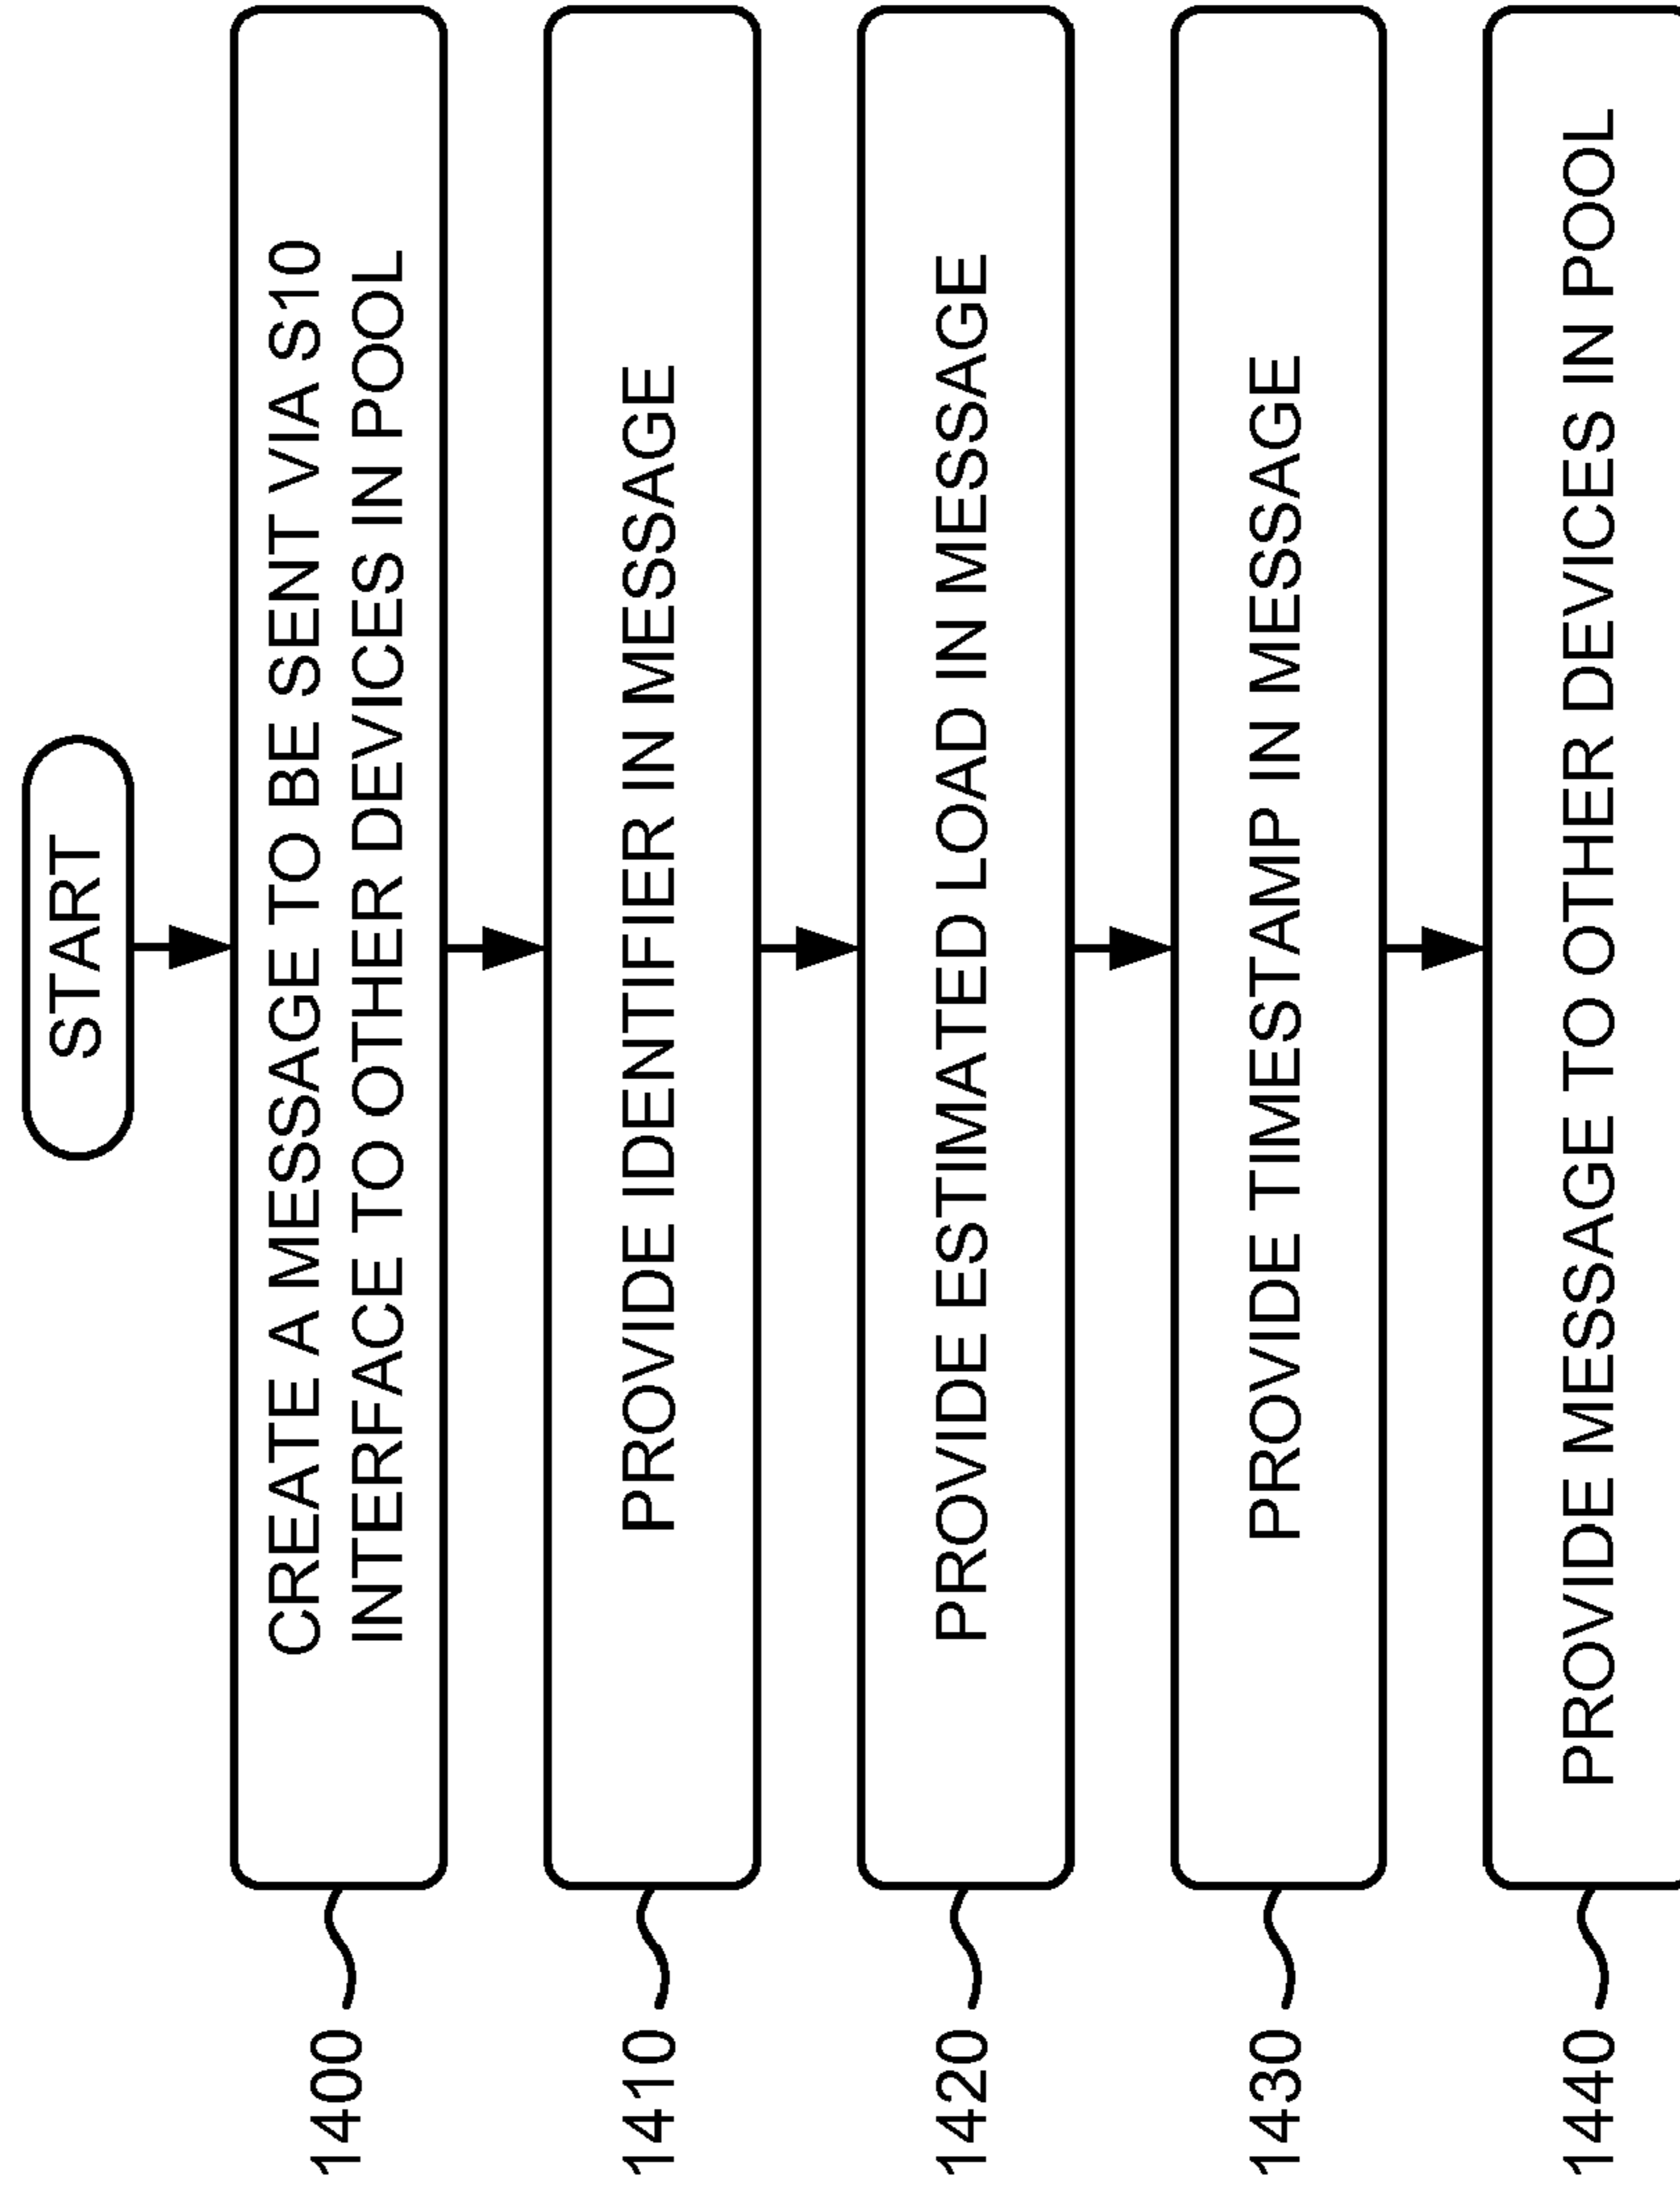 START
1400
CREATE A MESSAGE TO BE SENT VIA S10
INTERFACE TO OTHER DEVICES IN POOL
1410
PROVIDE IDENTIFIER IN MESSAGE
1420
PROVIDE ESTIMATED LOAD IN MESSAGE
1430
PROVIDE TIMESTAMP IN MESSAGE
1440
PROVIDE MESSAGE TO OTHER DEVICES IN POOL